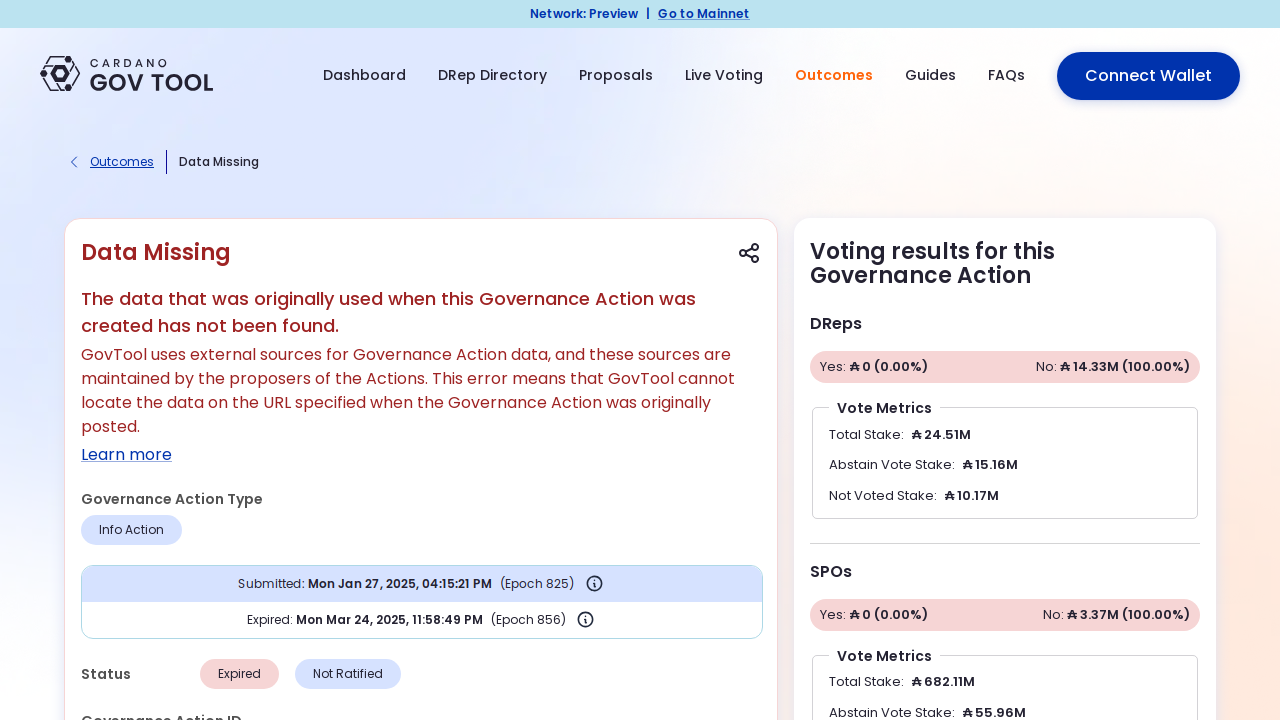 Network: Preview | Go to Mainnet
CARDANO
GOV TOOL
Dashboard
DRep Directory
Proposals
Live Voting
Outcomes
Guides
FAQs
Connect Wallet
Outcomes
Data Missing
Data Missing
The data that was originally used when this Governance Action was
created has not been found.
GovTool uses external sources for Governance Action data, and these sources are
maintained by the proposers of the Actions. This error means that GovTool cannot
locate the data on the URL specified when the Governance Action was originally
posted.
Learn more
Governance Action Type
Info Action
Submitted: Mon Jan 27, 2025, 04:15:21 PM (Epoch 825)
Expired: Mon Mar 24, 2025, 11:58:49 PM (Epoch 856)
Status
Expired
Not Ratified
Governance Action ID
Voting results for this
Governance Action
DReps
Yes: ₳ 0 (0.00%)
No: ₳ 14.33M (100.00%)
Vote Metrics
Total Stake: ₳ 24.51M
Abstain Vote Stake: ₳ 15.16M
Not Voted Stake: ₳ 10.17M
SPOs
Yes: ₳ 0 (0.00%)
No: ₳ 3.37M (100.00%)
Vote Metrics
Total Stake: ₳ 682.11M
Abstain Vote Stake: ₳ 55.96M